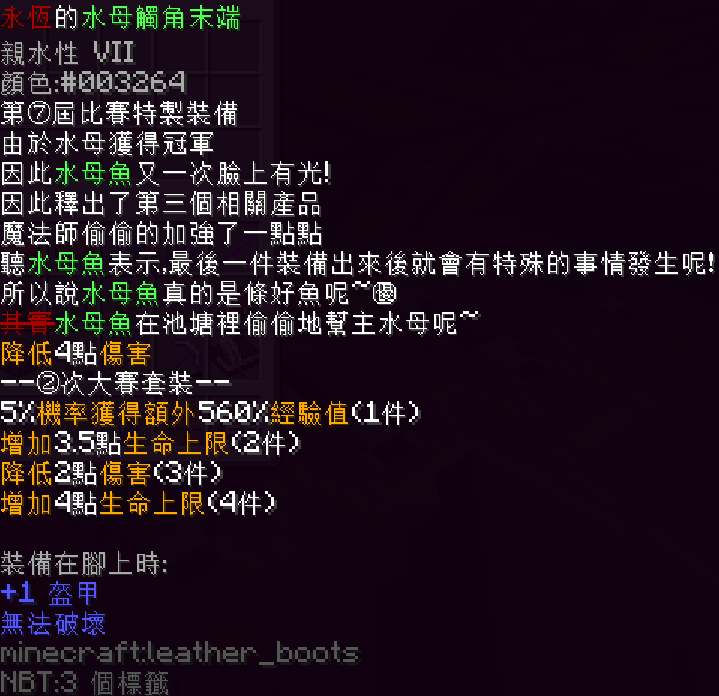 永恆的水母觸角末端
親水性 VII
顏色:#003264
第⑦屆比賽特製裝備
由於水母獲得冠軍
因此水母魚又一次臉上有光!
因此釋出了第三個相關產品
魔法師偷偷的加強了一點點
聽水母魚表示,最後一件裝備出來後就會有特殊的事情發生呢!
所以說水母魚真的是條好魚呢~
其實水母魚在池塘裡偷偷地幫主水母呢~
降低4點傷害
--②次大賽套裝--
5%機率獲得額外560%經驗值(1件)
增加3.5點生命上限(2件)
降低2點傷害(3件)
增加4點生命上限(4件)
裝備在腳上時:
+1 盔甲
無法破壞
minecraft:leather_boots
NBT:3 個標籤